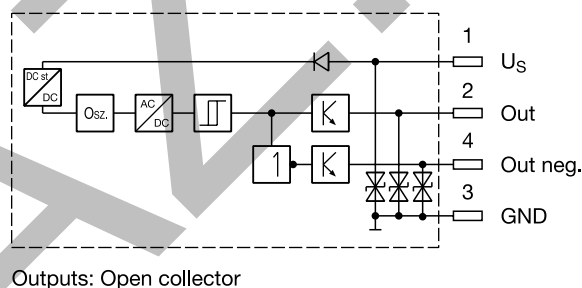 1
U_S
DC st.
DC
2
Osz.
AC
DC
Out
4
1
Out neg.
3
GND
Outputs: Open collector